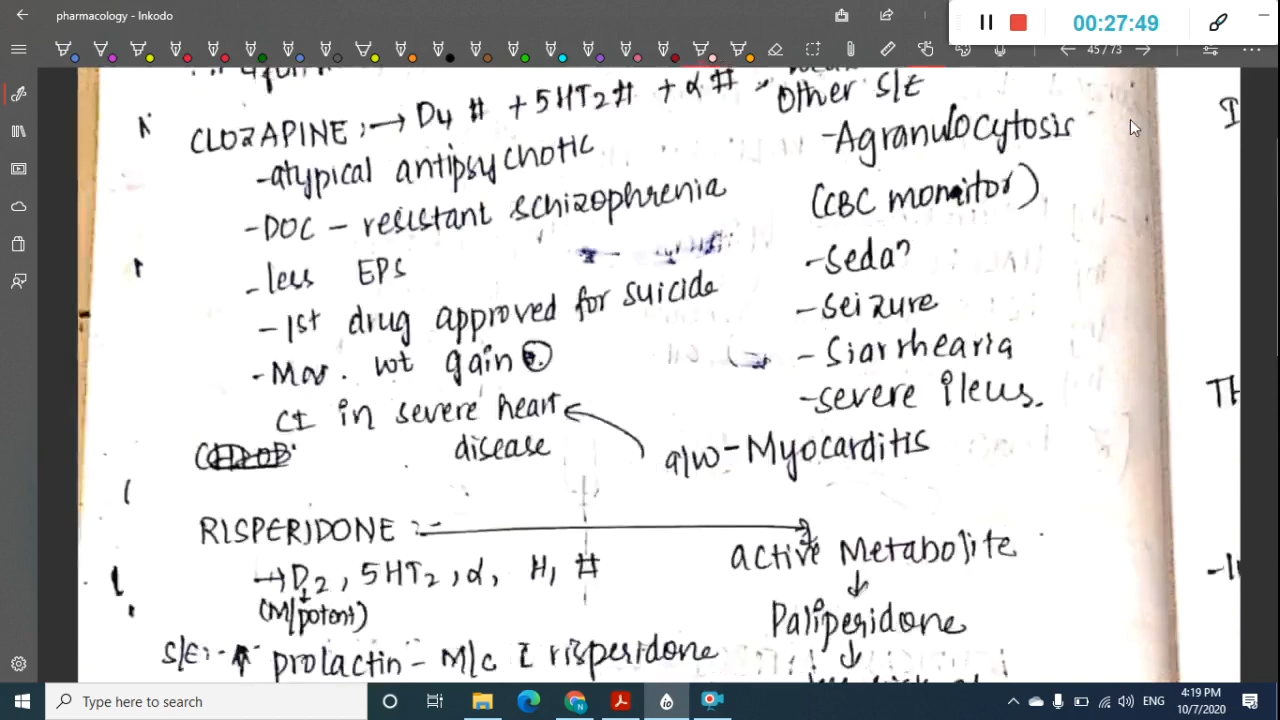 pharmacology - Inkodo
00:27:49
45 / 73
CLOZAPINE :→ D4 # + 5HT2 # + α #
-atypical antipsychotic
-DOC - resistant schizophrenia
-less EPS
-1st drug approved for suicide
-Max. wt gain
CI in severe heart
disease
Other S/E
-Agranulocytosis
(CBC monitor)
-Seda?
-Seizure
-Siarrhearia
-severe ileus.
a/w-Myocarditis
RISPERIDONE :-
→D2, 5HT2, α, H1 #
(M/potent)
S/E:- ↑ prolactin - M/c c risperidone
active Metabolite
↓
Paliperidone
↓
Type here to search
ENG
4:19 PM
10/7/2020